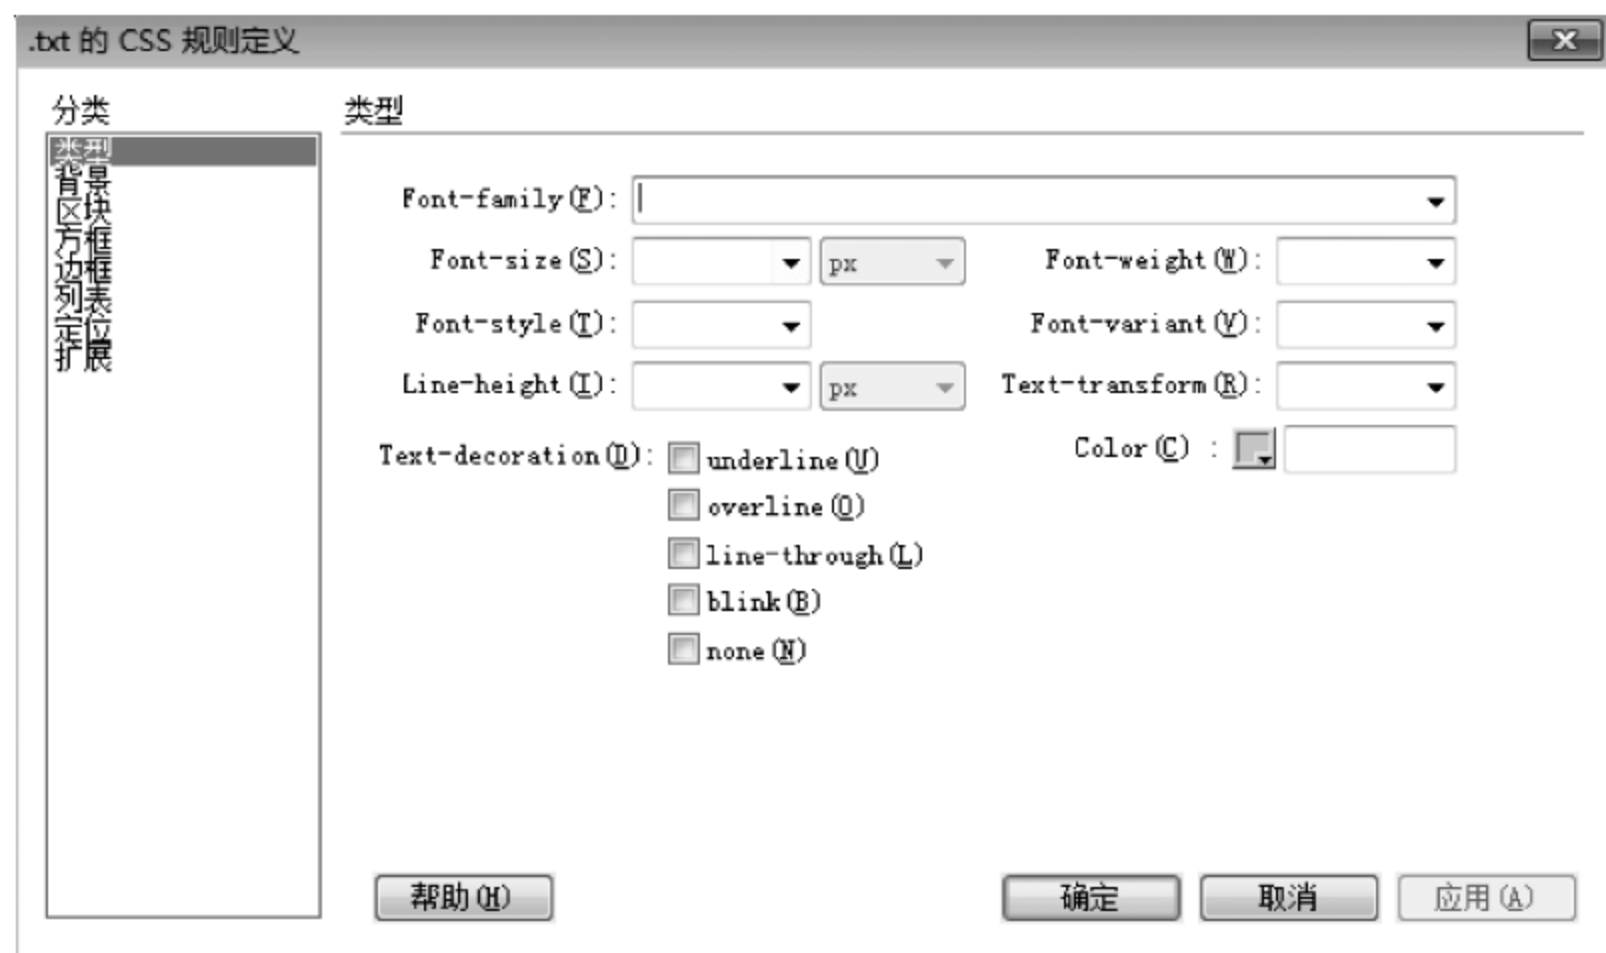 .txt 的 CSS 规则定义
分类
类型
背景
区块
方框
边框
列表
定位
扩展
类型
Font-family(F):
Font-size(S): px Font-weight(W):
Font-style(T): Font-variant(V):
Line-height(I): px Text-transform(R):
Text-decoration(D): underline(U) Color(C) :
overline(O)
line-through(L)
blink(B)
none(N)
帮助(H) 确定 取消 应用(A)